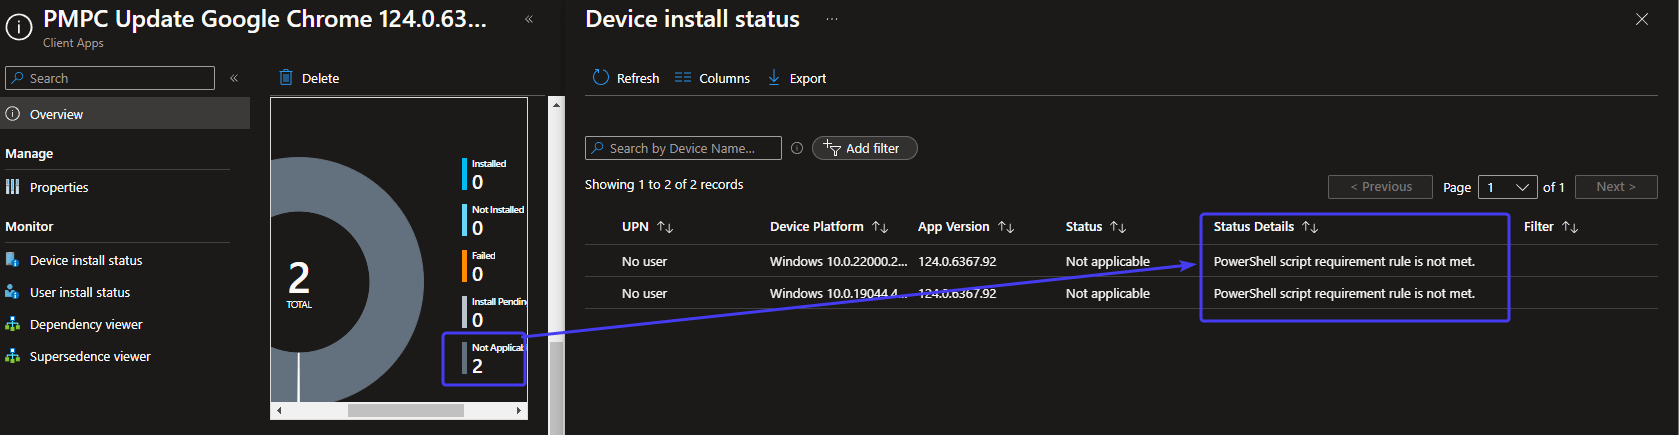 PMPC Update Google Chrome 124.0.63...
Client Apps
Search
Overview
Manage
Properties
Monitor
Device install status
User install status
Dependency viewer
Supersedence viewer
Delete
2
TOTAL
Installed
0
Not Installed
0
Failed
0
Install Pendin
0
Not Applicab
2
Device install status
Refresh
Columns
Export
Search by Device Name...
Add filter
Showing 1 to 2 of 2 records
< Previous
Page
1
of 1
Next >
UPN Device Platform App Version Status Status Details Filter
No user Windows 10.0.22000.2... 124.0.6367.92 Not applicable PowerShell script requirement rule is not met.
No user Windows 10.0.19044.4... 124.0.6367.92 Not applicable PowerShell script requirement rule is not met.